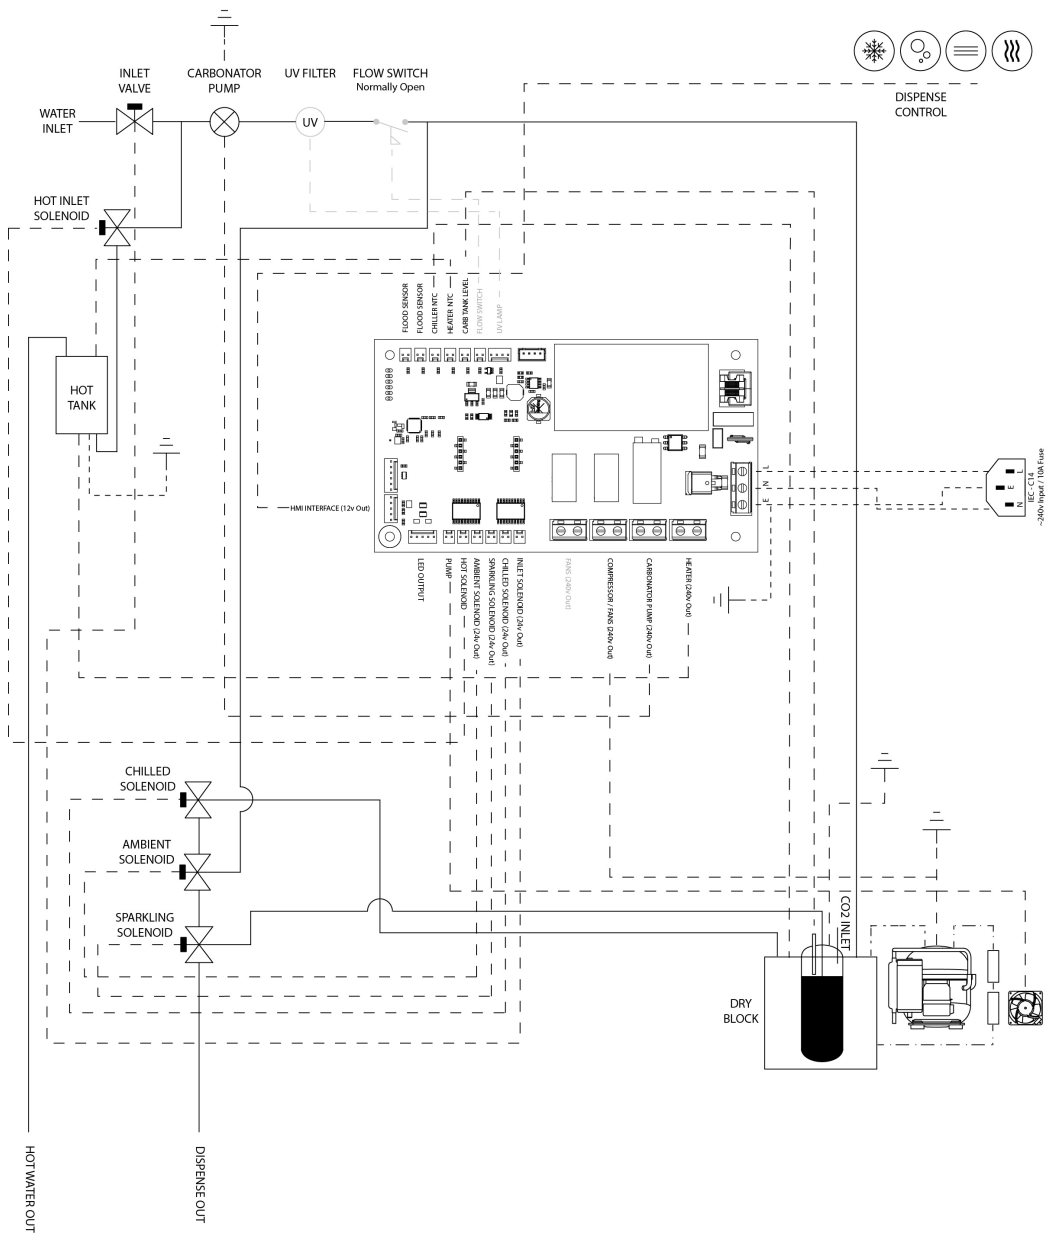 INLET
VALVE
CARBONATOR
PUMP
UV FILTER
FLOW SWITCH
Normally Open
DISPENSE
CONTROL
WATER
INLET
UV
HOT INLET
SOLENOID
FLOOD SENSOR
FLOOD SENSOR
CHILLER NTC
HEATER NTC
CARB TANK LEVEL
FLOW SWITCH
UV LAMP
HOT
TANK
L
N
E
L
E
N
IEC - C14
~240v Input / 10A Fuse
HMI INTERFACE (12v Out)
LED OUTPUT
PUMP
HOT SOLENOID
AMBIENT SOLENOID (24v Out)
SPARKLING SOLENOID (24v Out)
CHILLED SOLENOID (24v Out)
INLET SOLENOID (24v Out)
FANS (240v Out)
COMPRESSOR / FANS (240v Out)
CARBONATOR PUMP (240v Out)
HEATER (240v Out)
CHILLED
SOLENOID
AMBIENT
SOLENOID
SPARKLING
SOLENOID
CO2 INLET
DRY
BLOCK
HOT WATER OUT
DISPENSE OUT